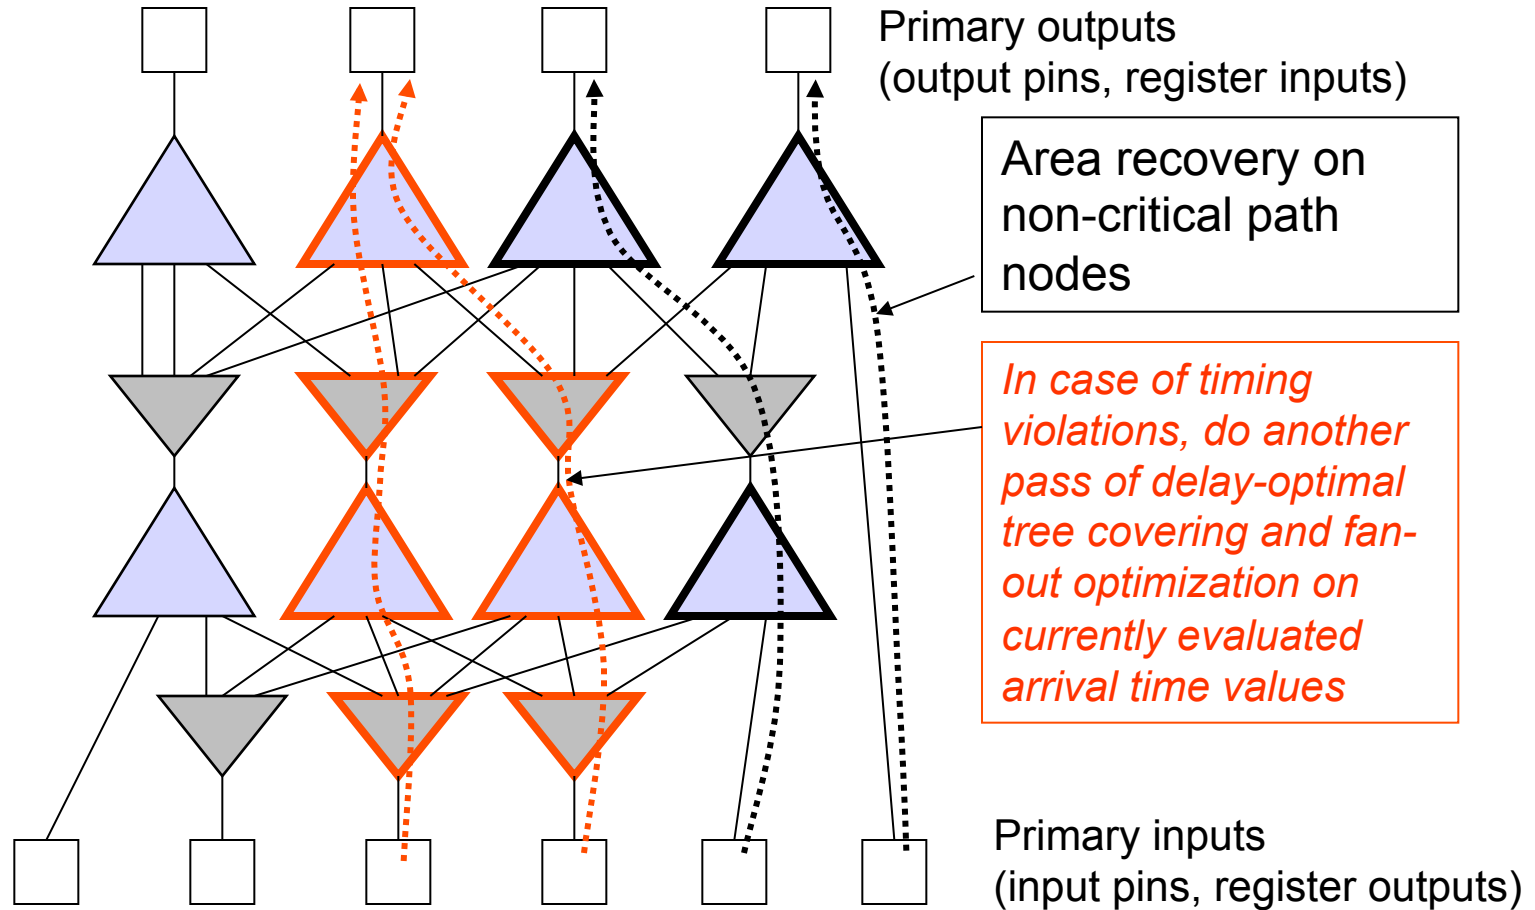 Primary outputs
(output pins, register inputs)
Area recovery on
non-critical path
nodes
In case of timing
violations, do another
pass of delay-optimal
tree covering and fan-
out optimization on
currently evaluated
arrival time values
Primary inputs
(input pins, register outputs)